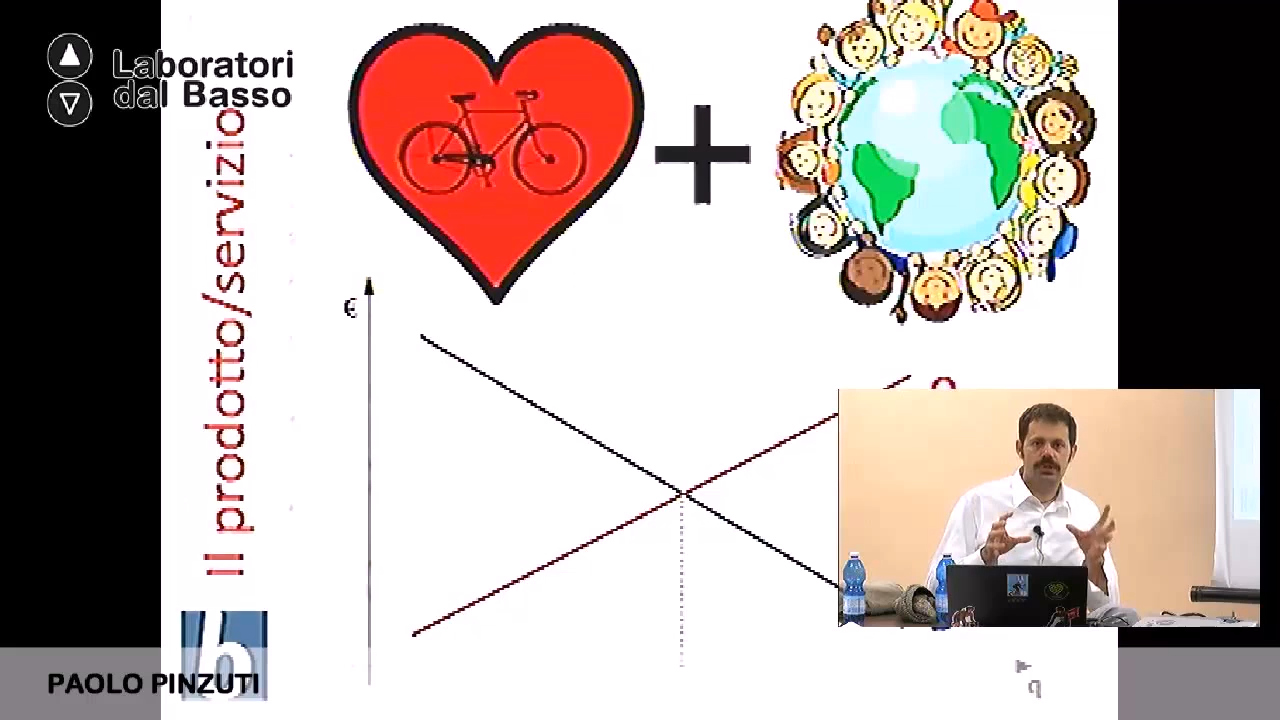 Laboratori
dal Basso
Il prodotto/servizio
€
q
b
PAOLO PINZUTI